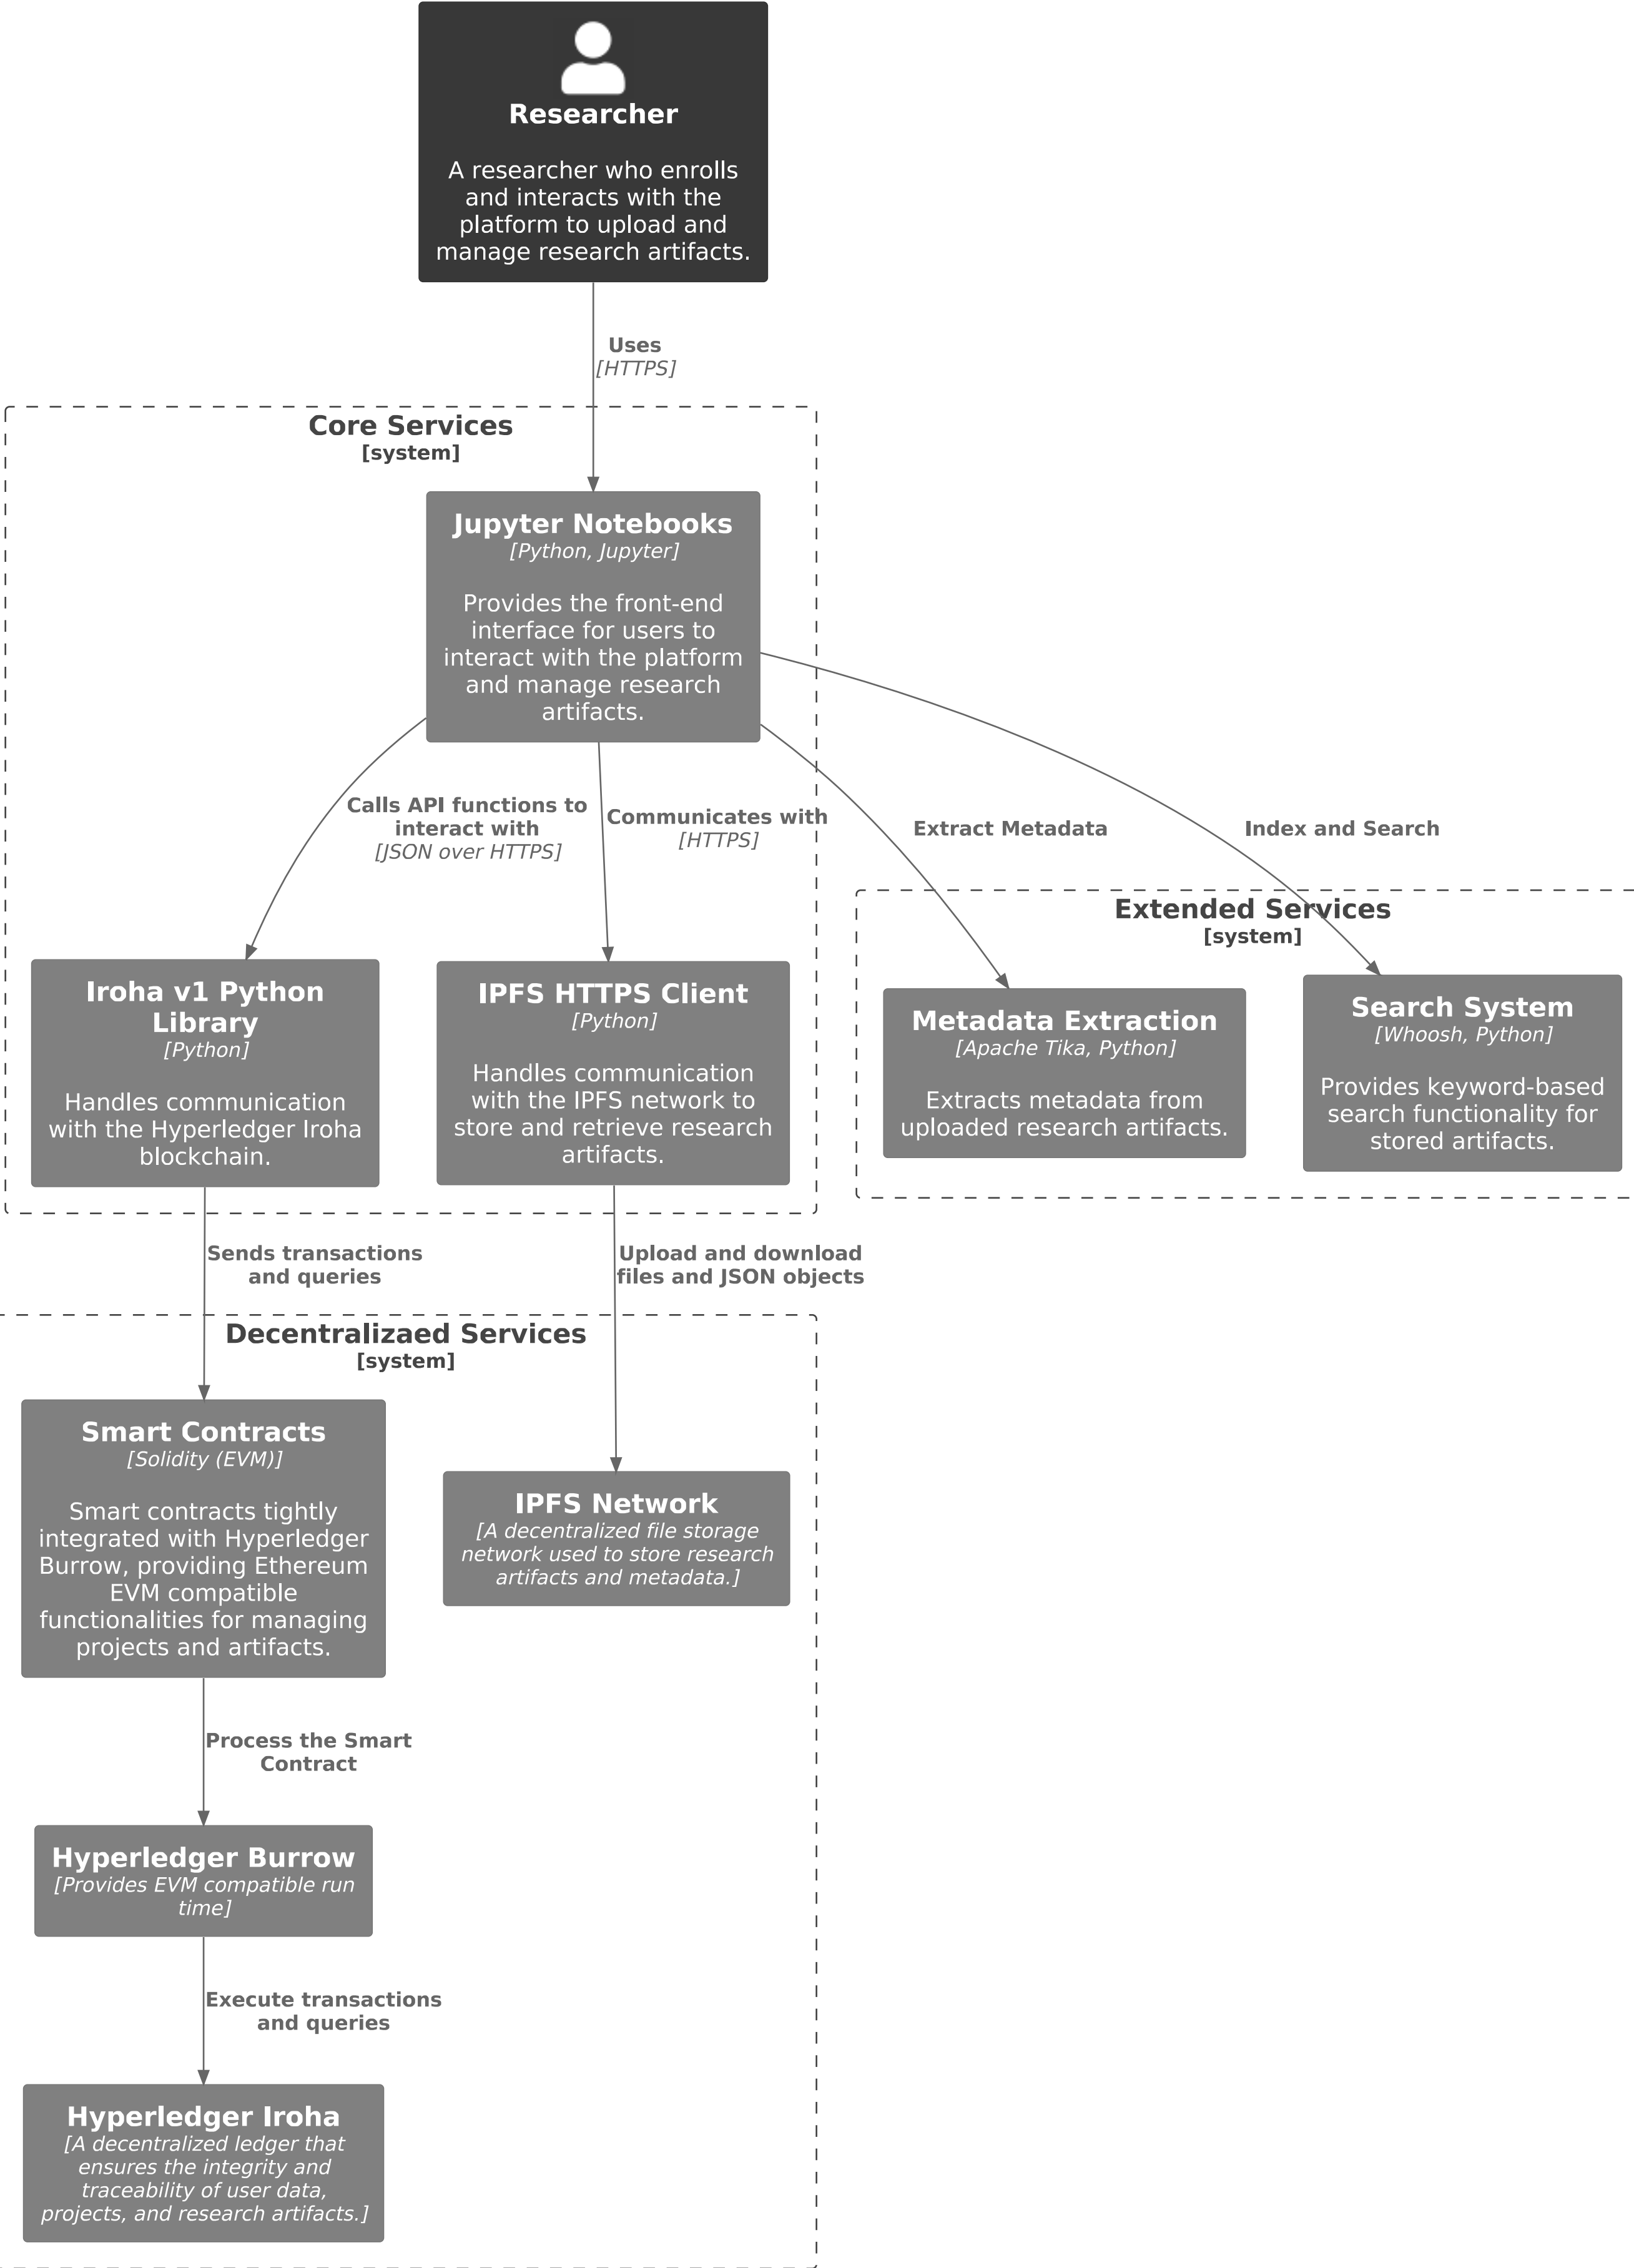 Researcher
A researcher who enrolls
and interacts with the
platform to upload and
manage research artifacts.
Uses
[HTTPS]
Core Services
[system]
Jupyter Notebooks
[Python, Jupyter]
Provides the front-end
interface for users to
interact with the platform
and manage research
artifacts.
Calls API functions to
interact with
[JSON over HTTPS]
Communicates with
[HTTPS]
Extract Metadata
Index and Search
Extended Services
[system]
Iroha v1 Python
Library
[Python]
Handles communication
with the Hyperledger Iroha
blockchain.
IPFS HTTPS Client
[Python]
Handles communication
with the IPFS network to
store and retrieve research
artifacts.
Metadata Extraction
[Apache Tika, Python]
Extracts metadata from
uploaded research artifacts.
Search System
[Whoosh, Python]
Provides keyword-based
search functionality for
stored artifacts.
Sends transactions
and queries
Upload and download
files and JSON objects
Decentralizaed Services
[system]
Smart Contracts
[Solidity (EVM)]
Smart contracts tightly
integrated with Hyperledger
Burrow, providing Ethereum
EVM compatible
functionalities for managing
projects and artifacts.
IPFS Network
[A decentralized file storage
network used to store research
artifacts and metadata.]
Process the Smart
Contract
Hyperledger Burrow
[Provides EVM compatible run
time]
Execute transactions
and queries
Hyperledger Iroha
[A decentralized ledger that
ensures the integrity and
traceability of user data,
projects, and research artifacts.]